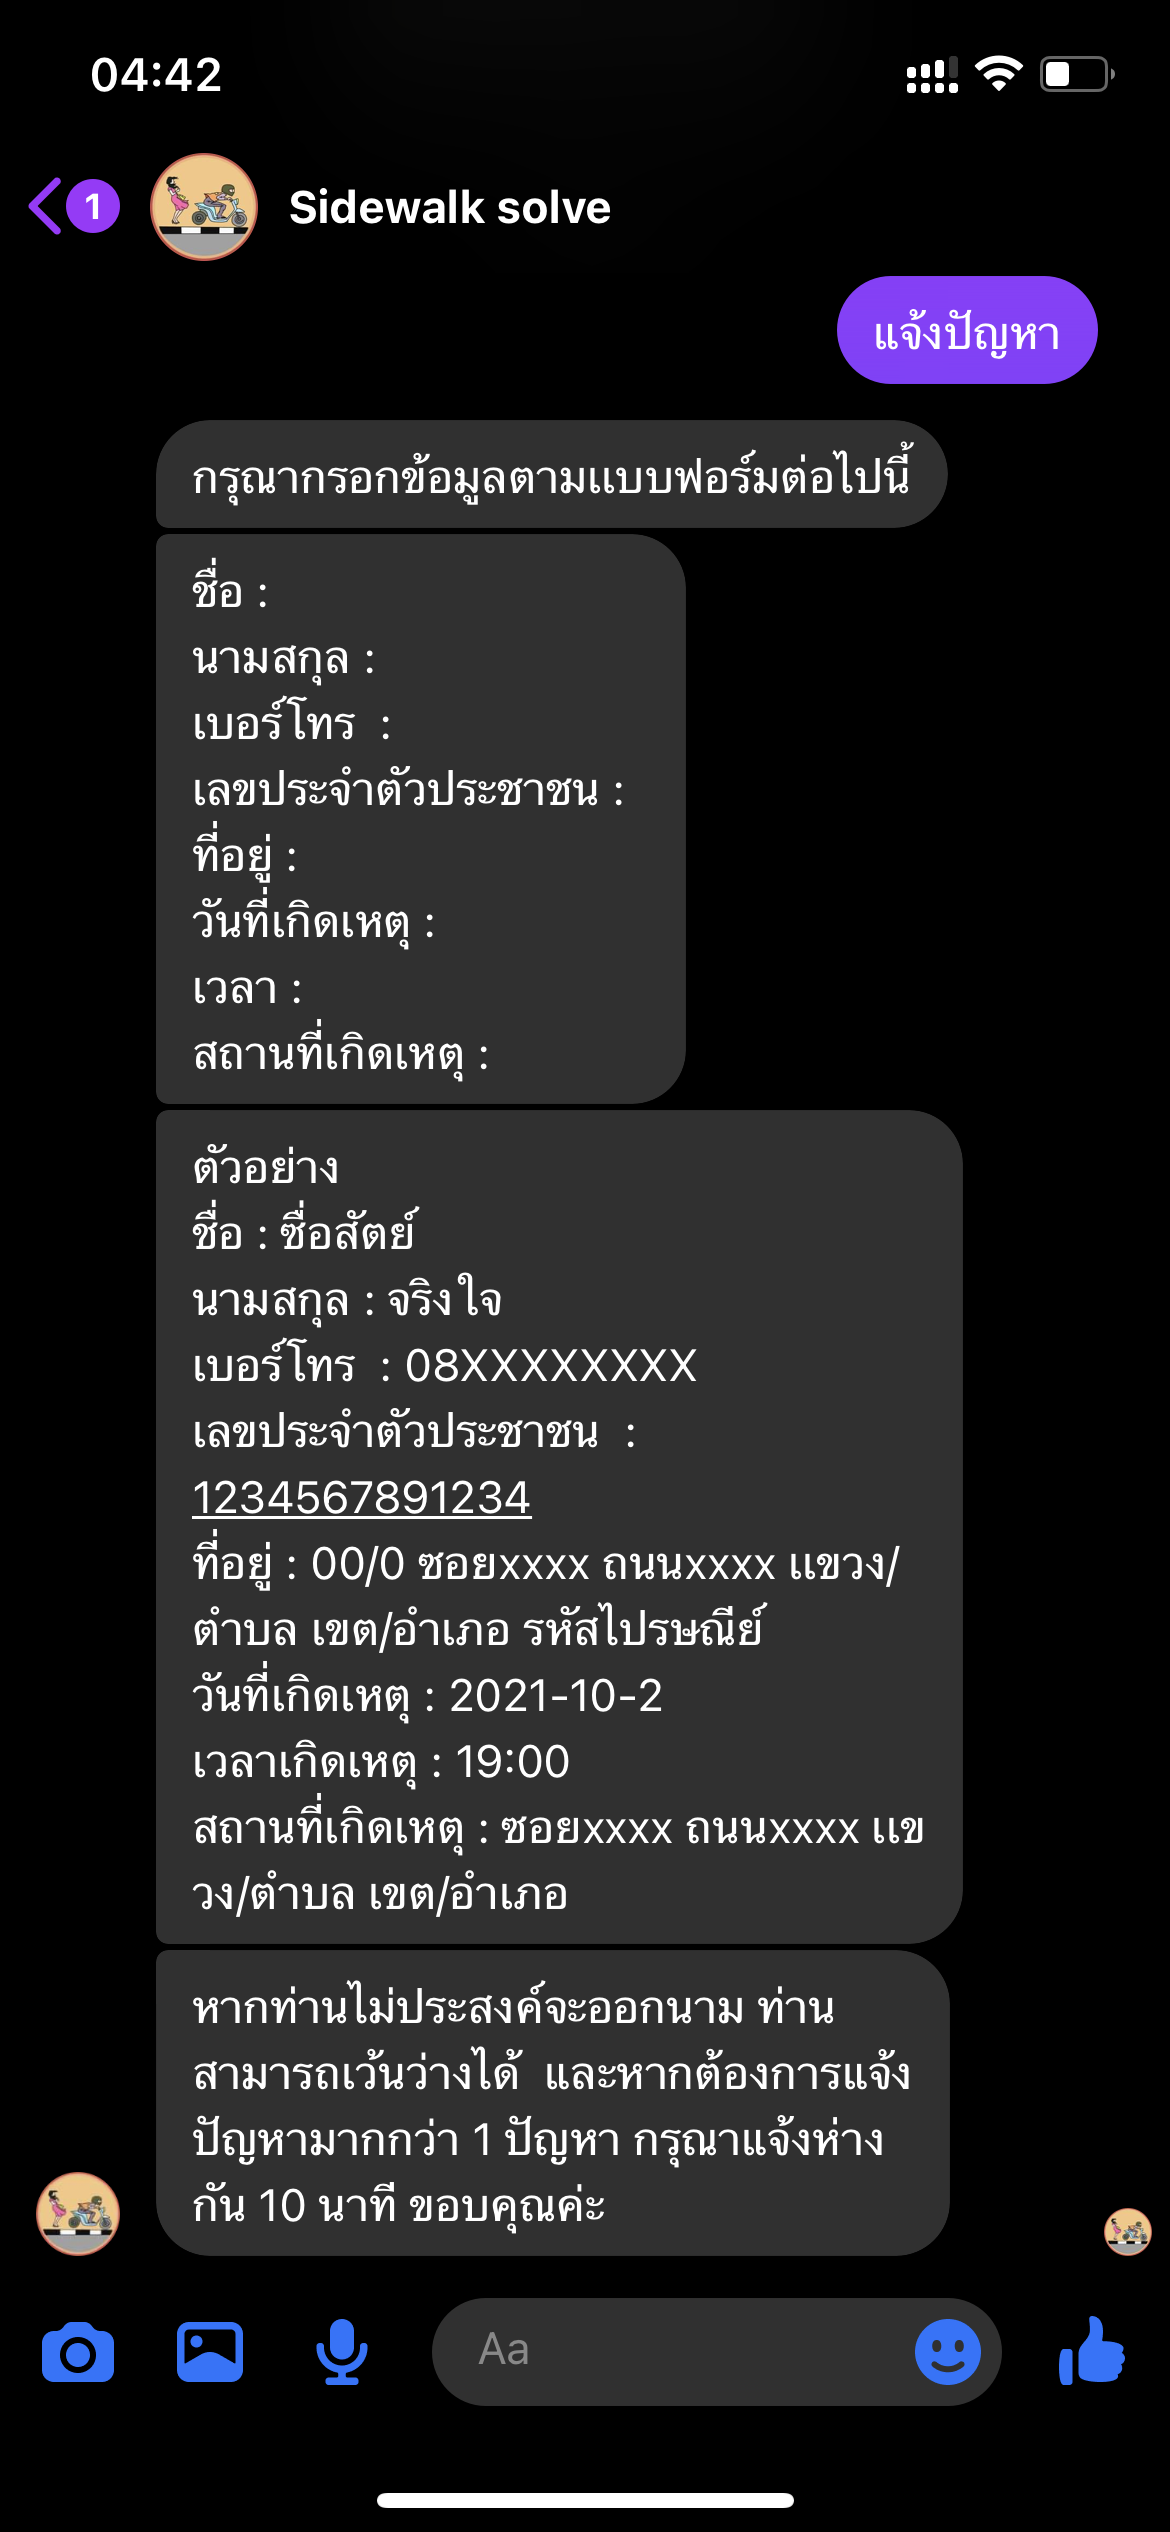 04:42
1
Sidewalk solve
แจ้งปัญหา
กรุณากรอกข้อมูลตามแบบฟอร์มต่อไปนี้
ชื่อ :
นามสกุล :
เบอร์โทร  :
เลขประจำตัวประชาชน :
ที่อยู่ :
วันที่เกิดเหตุ :
เวลา :
สถานที่เกิดเหตุ :
ตัวอย่าง
ชื่อ : ซื่อสัตย์
นามสกุล : จริงใจ
เบอร์โทร  : 08XXXXXXXX
เลขประจำตัวประชาชน  :
1234567891234
ที่อยู่ : 00/0 ซอยxxxx ถนนxxxx แขวง/
ตำบล เขต/อำเภอ รหัสไปรษณีย์
วันที่เกิดเหตุ : 2021-10-2
เวลาเกิดเหตุ : 19:00
สถานที่เกิดเหตุ : ซอยxxxx ถนนxxxx แข
วง/ตำบล เขต/อำเภอ
หากท่านไม่ประสงค์จะออกนาม ท่าน
สามารถเว้นว่างได้  และหากต้องการแจ้ง
ปัญหามากกว่า 1 ปัญหา กรุณาแจ้งห่าง
กัน 10 นาที ขอบคุณค่ะ
Aa